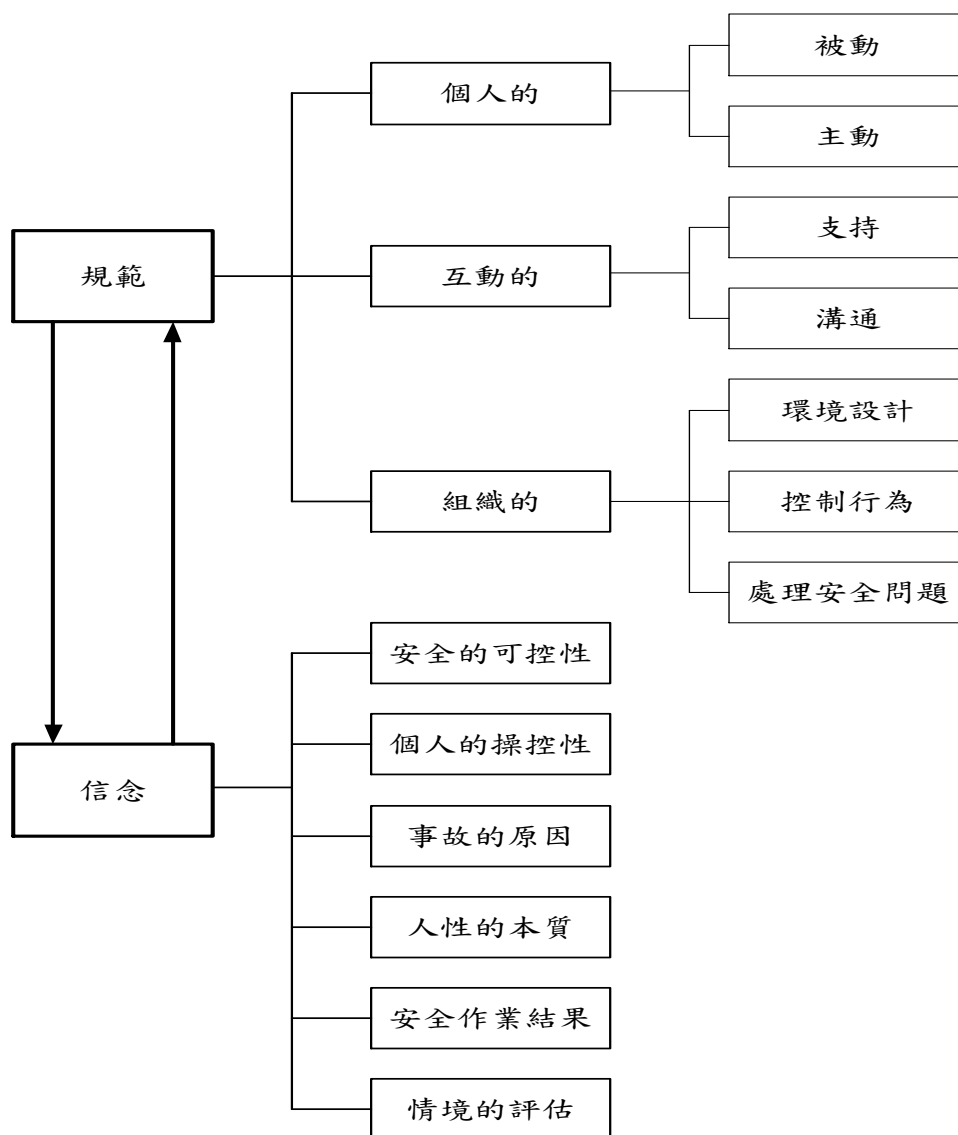 規範
個人的
被動
主動
互動的
支持
溝通
組織的
環境設計
控制行為
處理安全問題
信念
安全的可控性
個人的操控性
事故的原因
人性的本質
安全作業結果
情境的評估